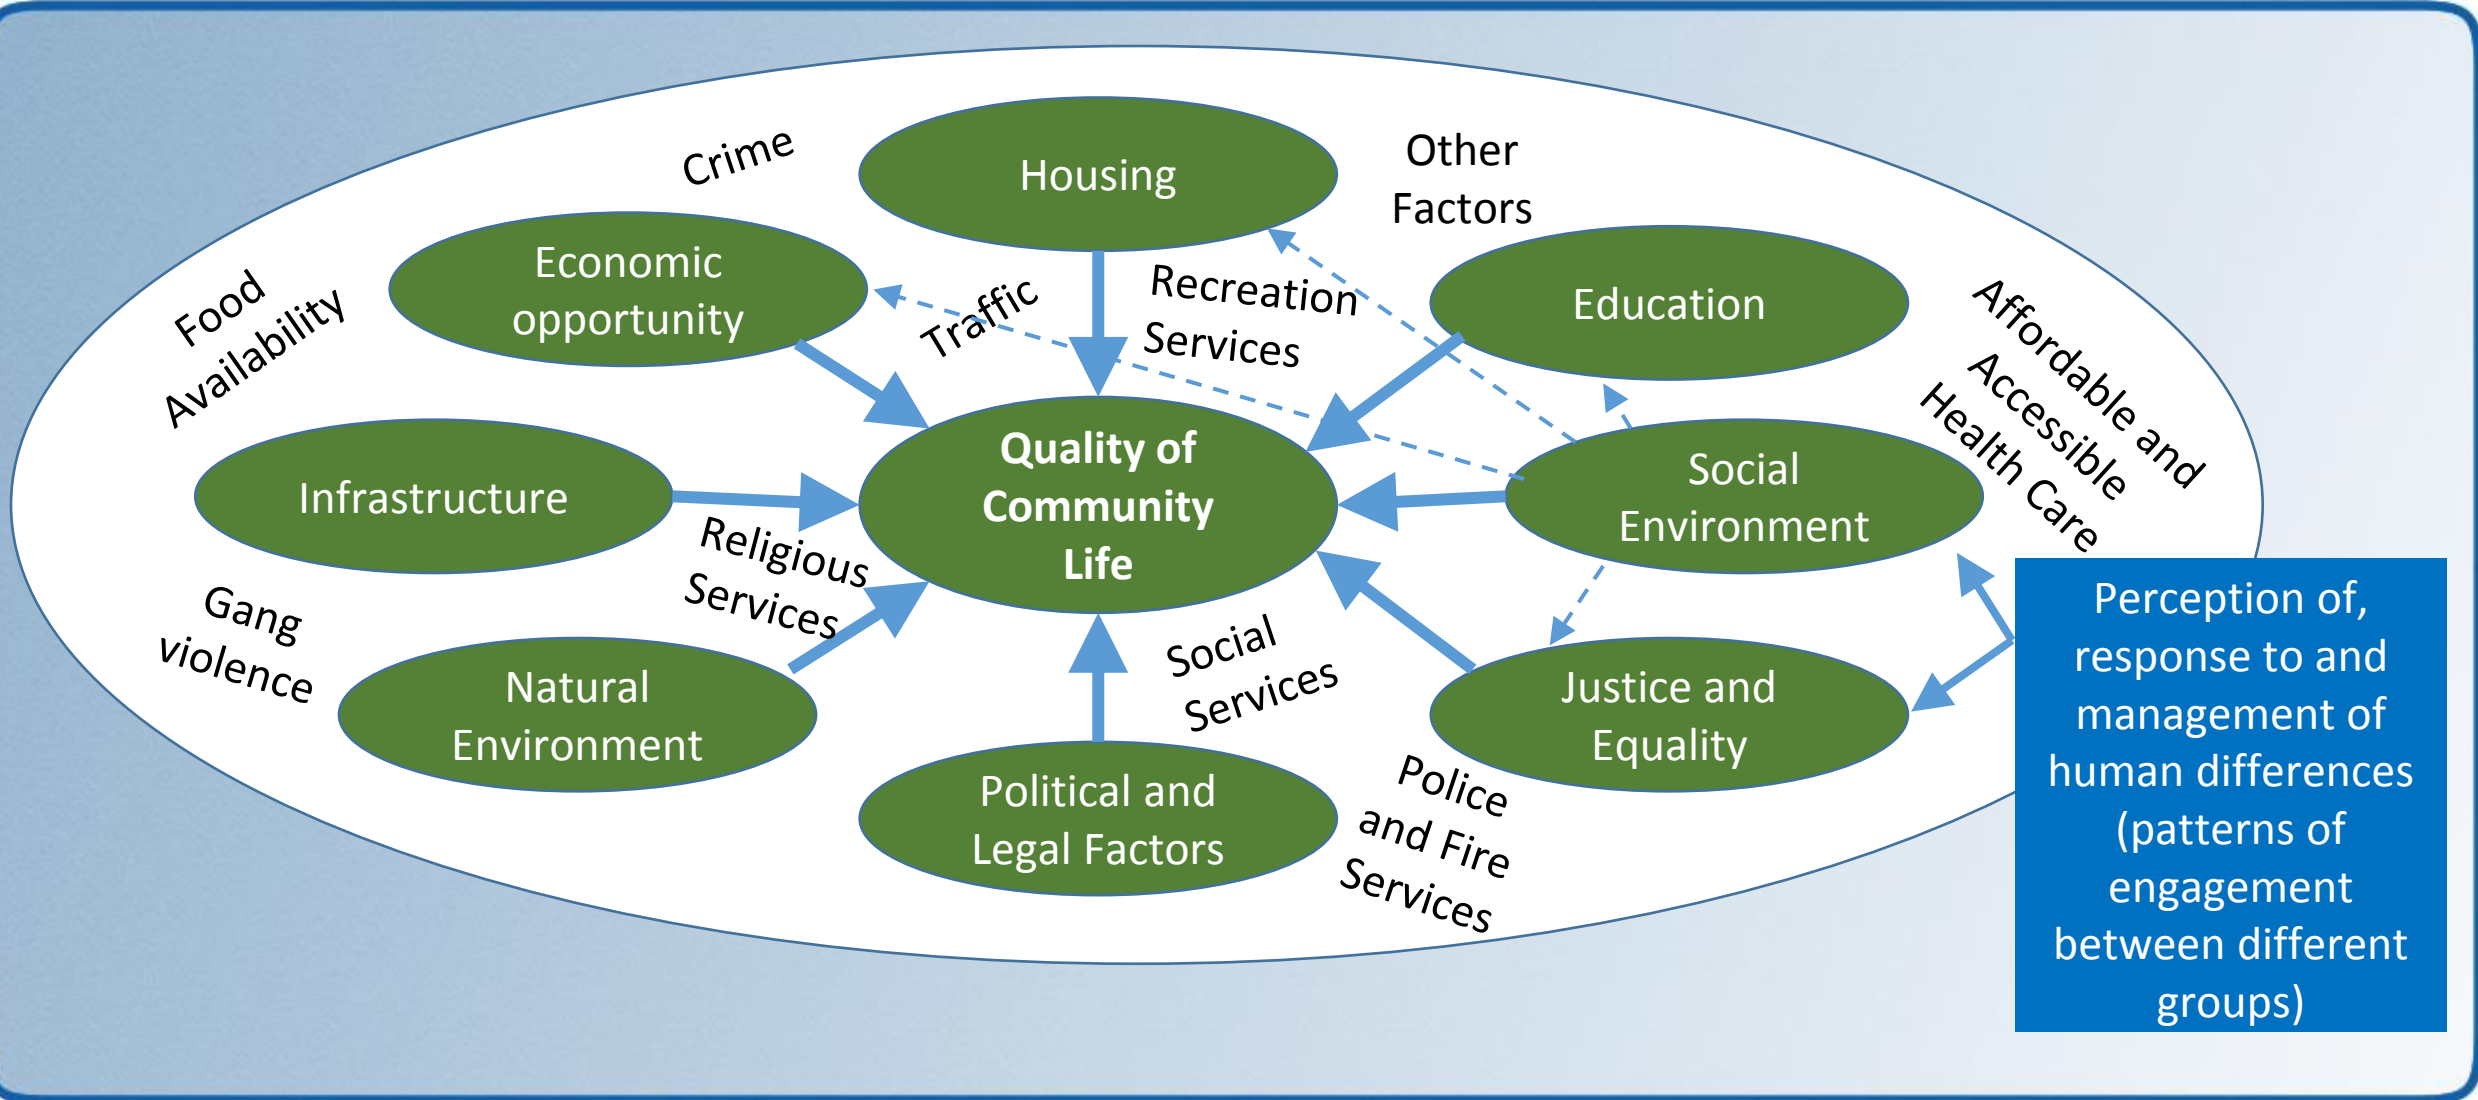 Crime
Housing
Other
Factors
Economic
opportunity
Food
Availability
Traffic
Recreation
Services
Education
Affordable and
Accessible
Health Care
Infrastructure
Quality of
Community
Life
Social
Environment
Religious
Services
Gang
violence
Natural
Environment
Social
Services
Political and
Legal Factors
Justice and
Equality
Police
and Fire
Services
Perception of,
response to and
management of
human differences
(patterns of
engagement
between different
groups)